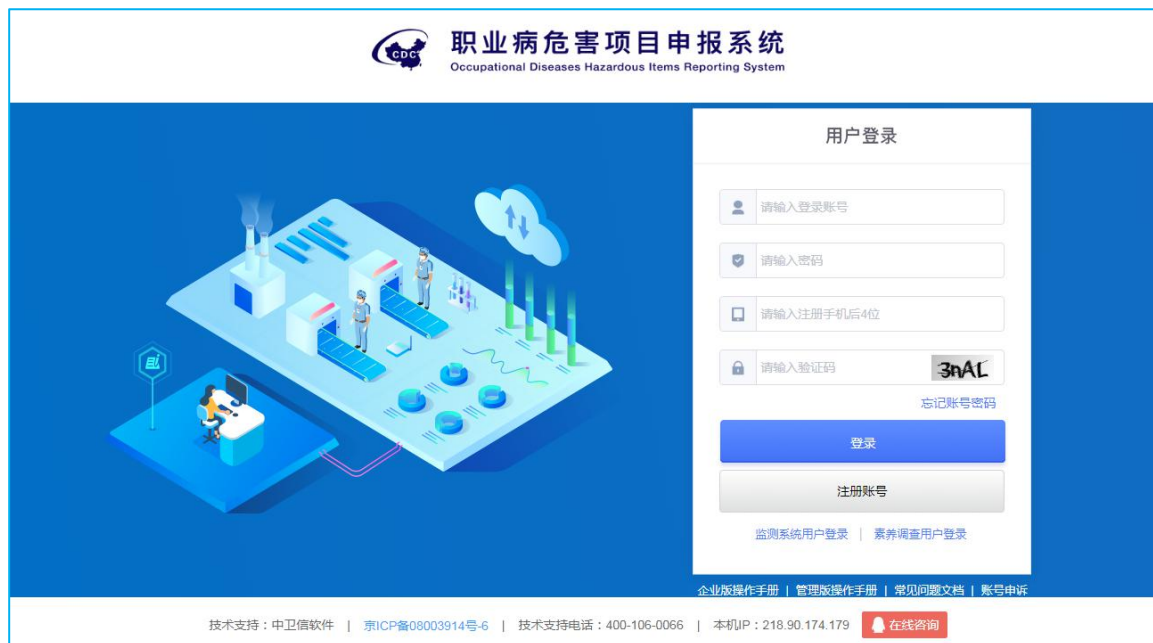 CDC
职业病危害项目申报系统
Occupational Diseases Hazardous Items Reporting System
用户登录
请输入登录账号
请输入密码
请输入注册手机后4位
请输入验证码 3nAL
忘记账号密码
登录
注册账号
监测系统用户登录 | 素养调查用户登录
企业版操作手册 | 管理版操作手册 | 常见问题文档 | 账号申诉
技术支持：中卫信软件 | 京ICP备08003914号-6 | 技术支持电话：400-106-0066 | 本机IP：218.90.174.179 在线咨询